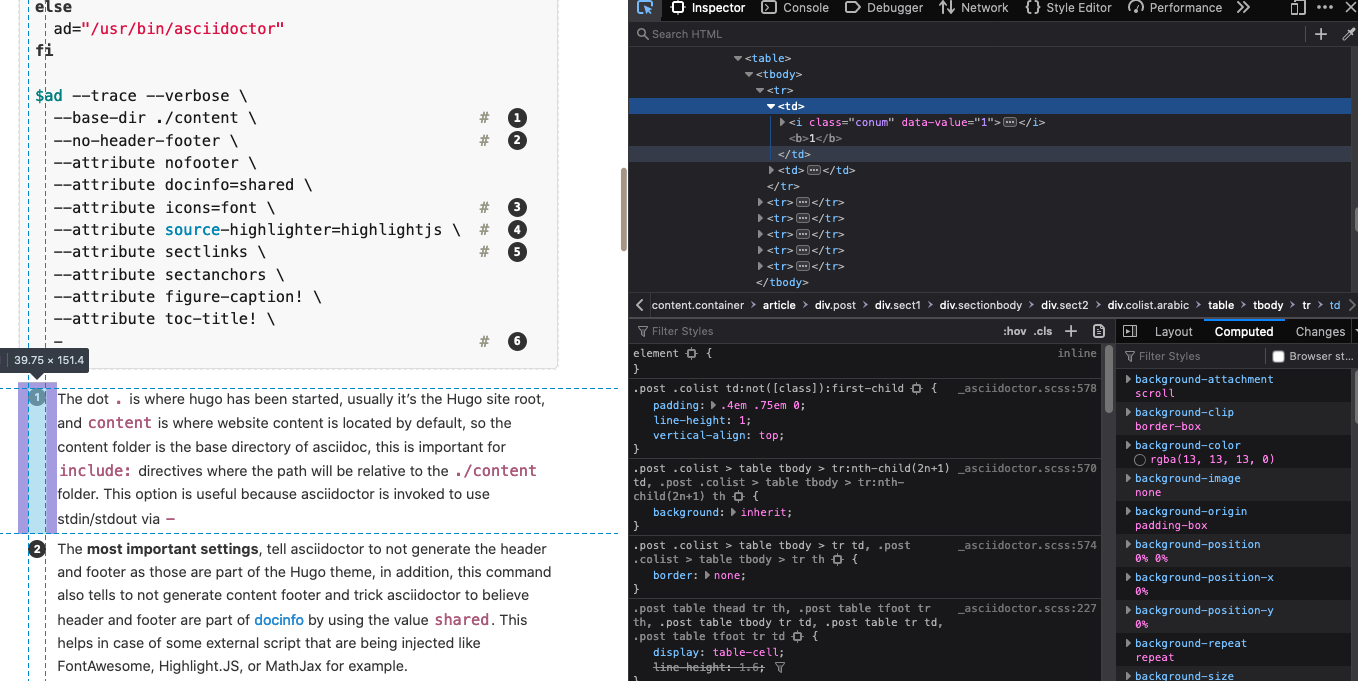 else
ad="/usr/bin/asciidoctor"
fi
$ad --trace --verbose \
--base-dir ./content \ # 1
--no-header-footer \ # 2
--attribute nofooter \
--attribute docinfo=shared \
--attribute icons=font \ # 3
--attribute source-highlighter=highlightjs \ # 4
--attribute sectlinks \ # 5
--attribute sectanchors \
--attribute figure-caption! \
--attribute toc-title! \
- # 6
39.75 × 151.4
1 The dot . is where hugo has been started, usually it's the Hugo site root,
and content is where website content is located by default, so the
content folder is the base directory of asciidoc, this is important for
include: directives where the path will be relative to the ./content
folder. This option is useful because asciidoctor is invoked to use
stdin/stdout via –
2 The most important settings, tell asciidoctor to not generate the header
and footer as those are part of the Hugo theme, in addition, this command
also tells to not generate content footer and trick asciidoctor to believe
header and footer are part of docinfo by using the value shared. This
helps in case of some external script that are being injected like
FontAwesome, Highlight.JS, or MathJax for example.
Inspector Console Debugger Network Style Editor Performance
Search HTML
<table>
<tbody>
<tr>
<td>
<i class="conum" data-value="1"></i>
<b>1</b>
</td>
<td></td>
</tr>
<tr></tr>
<tr></tr>
<tr></tr>
<tr></tr>
<tr></tr>
</tbody>
content.container > article > div.post > div.sect1 > div.sectionbody > div.sect2 > div.colist.arabic > table > tbody > tr > td
Filter Styles :hov .cls
element { inline
}
.post .colist td:not([class]):first-child { _asciidoctor.scss:578
padding: .4em .75em 0;
line-height: 1;
vertical-align: top;
}
.post .colist > table tbody > tr:nth-child(2n+1) _asciidoctor.scss:570
td, .post .colist > table tbody > tr:nth-
child(2n+1) th {
background: inherit;
}
.post .colist > table tbody > tr td, .post _asciidoctor.scss:574
.colist > table tbody > tr th {
border: none;
}
.post table thead tr th, .post table tfoot tr _asciidoctor.scss:227
th, .post table tbody tr td, .post table tr td,
.post table tfoot tr td {
display: table-cell;
line-height: 1.6;
}
Layout Computed Changes
Filter Styles Browser st...
background-attachment
scroll
background-clip
border-box
background-color
rgba(13, 13, 13, 0)
background-image
none
background-origin
padding-box
background-position
0% 0%
background-position-x
0%
background-position-y
0%
background-repeat
repeat
background-size